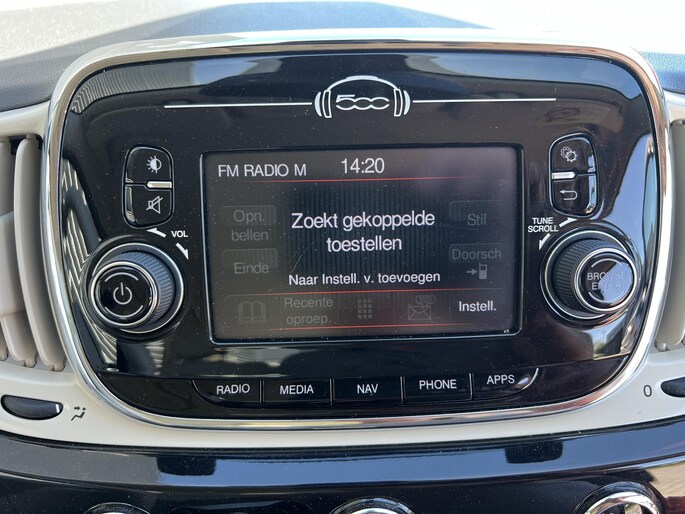 500
FM RADIO M 14:20
Opn. bellen
Zoekt gekoppelde
toestellen
Stil
VOL
TUNE
SCROLL
Einde
Doorsch
BROWSE
ENTER
Naar Instell. v. toevoegen
Recente
oproep.
Instell.
RADIO MEDIA NAV PHONE APPS
0